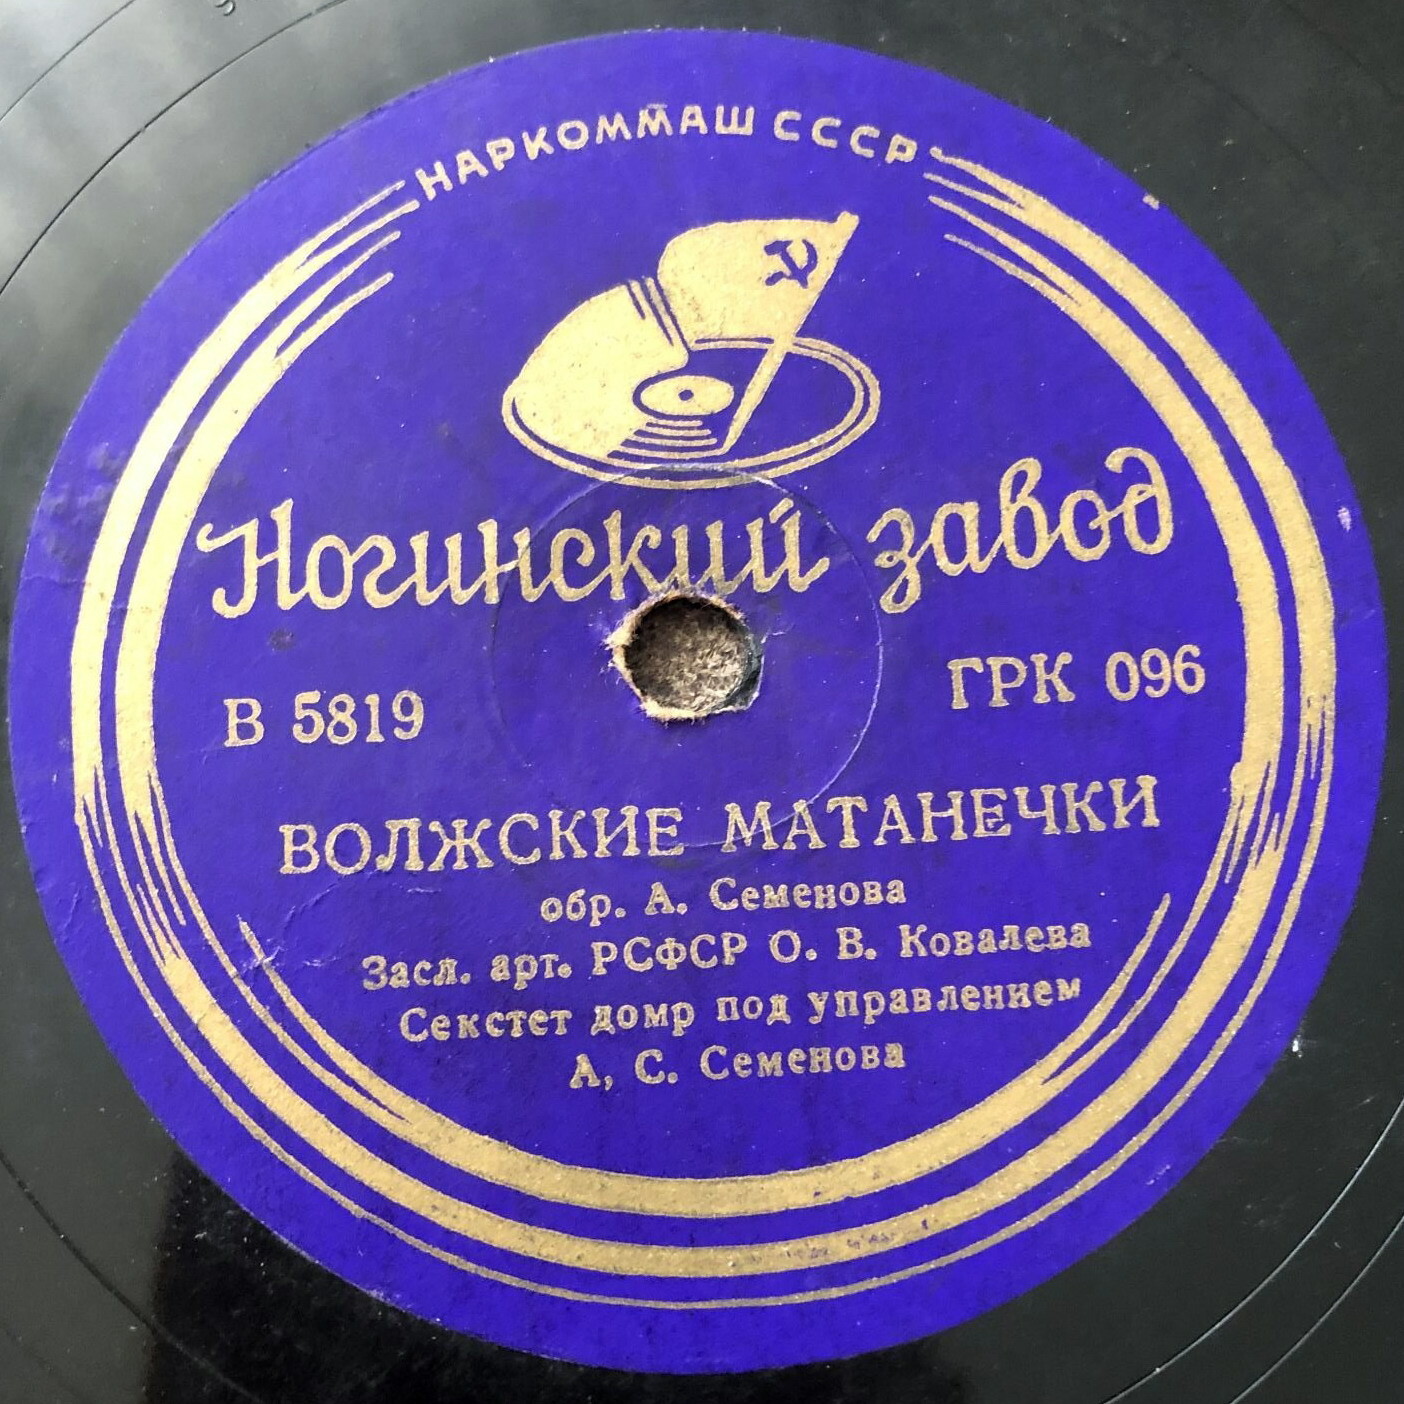 НАРКОММАШ СССР
Ногинский завод
В 5819
ГРК 096
ВОЛЖСКИЕ МАТАНЕЧКИ
обр. А. Семенова
Засл. арт. РСФСР О. В. Ковалева
Секстет домр под управлением
А, С. Семенова